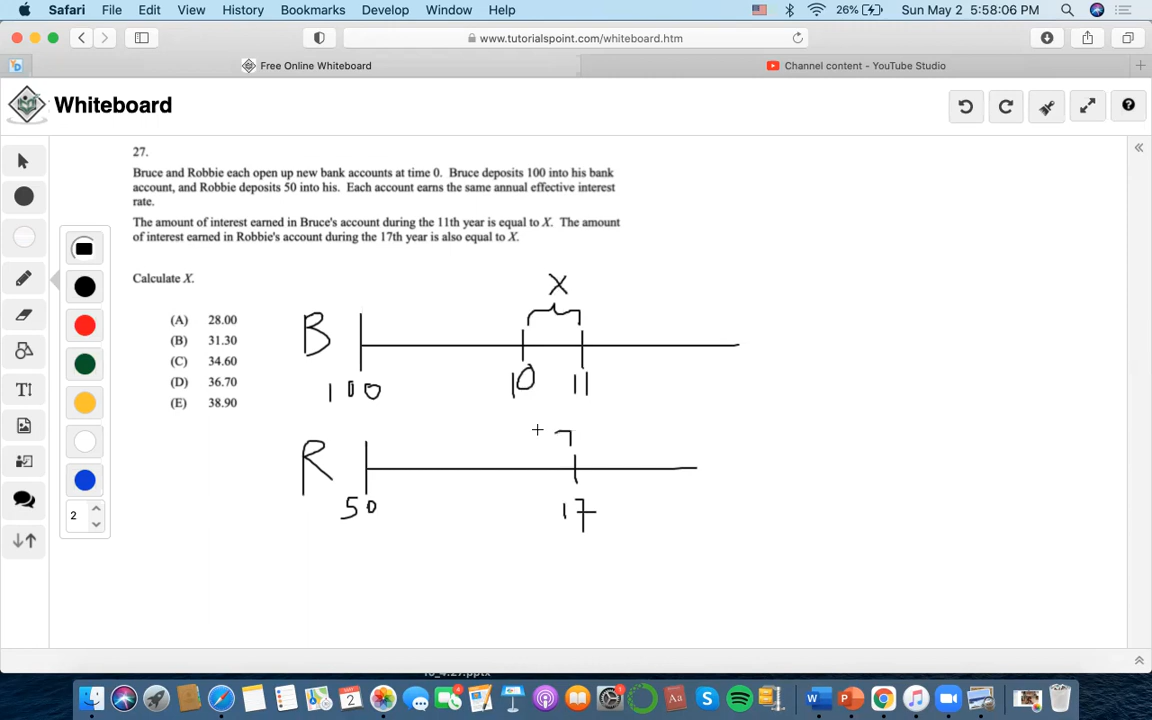 Safari File Edit View History Bookmarks Develop Window Help 26% Sun May 2 5:58:06 PM
www.tutorialspoint.com/whiteboard.htm
Free Online Whiteboard Channel content - YouTube Studio
Whiteboard
27.
Bruce and Robbie each open up new bank accounts at time 0. Bruce deposits 100 into his bank
account, and Robbie deposits 50 into his. Each account earns the same annual effective interest
rate.
The amount of interest earned in Bruce's account during the 11th year is equal to X. The amount
of interest earned in Robbie's account during the 17th year is also equal to X.
Calculate X.
(A) 28.00
(B) 31.30
(C) 34.60
(D) 36.70
(E) 38.90
X
B
100 10 11
R
50 17
T
2
W P